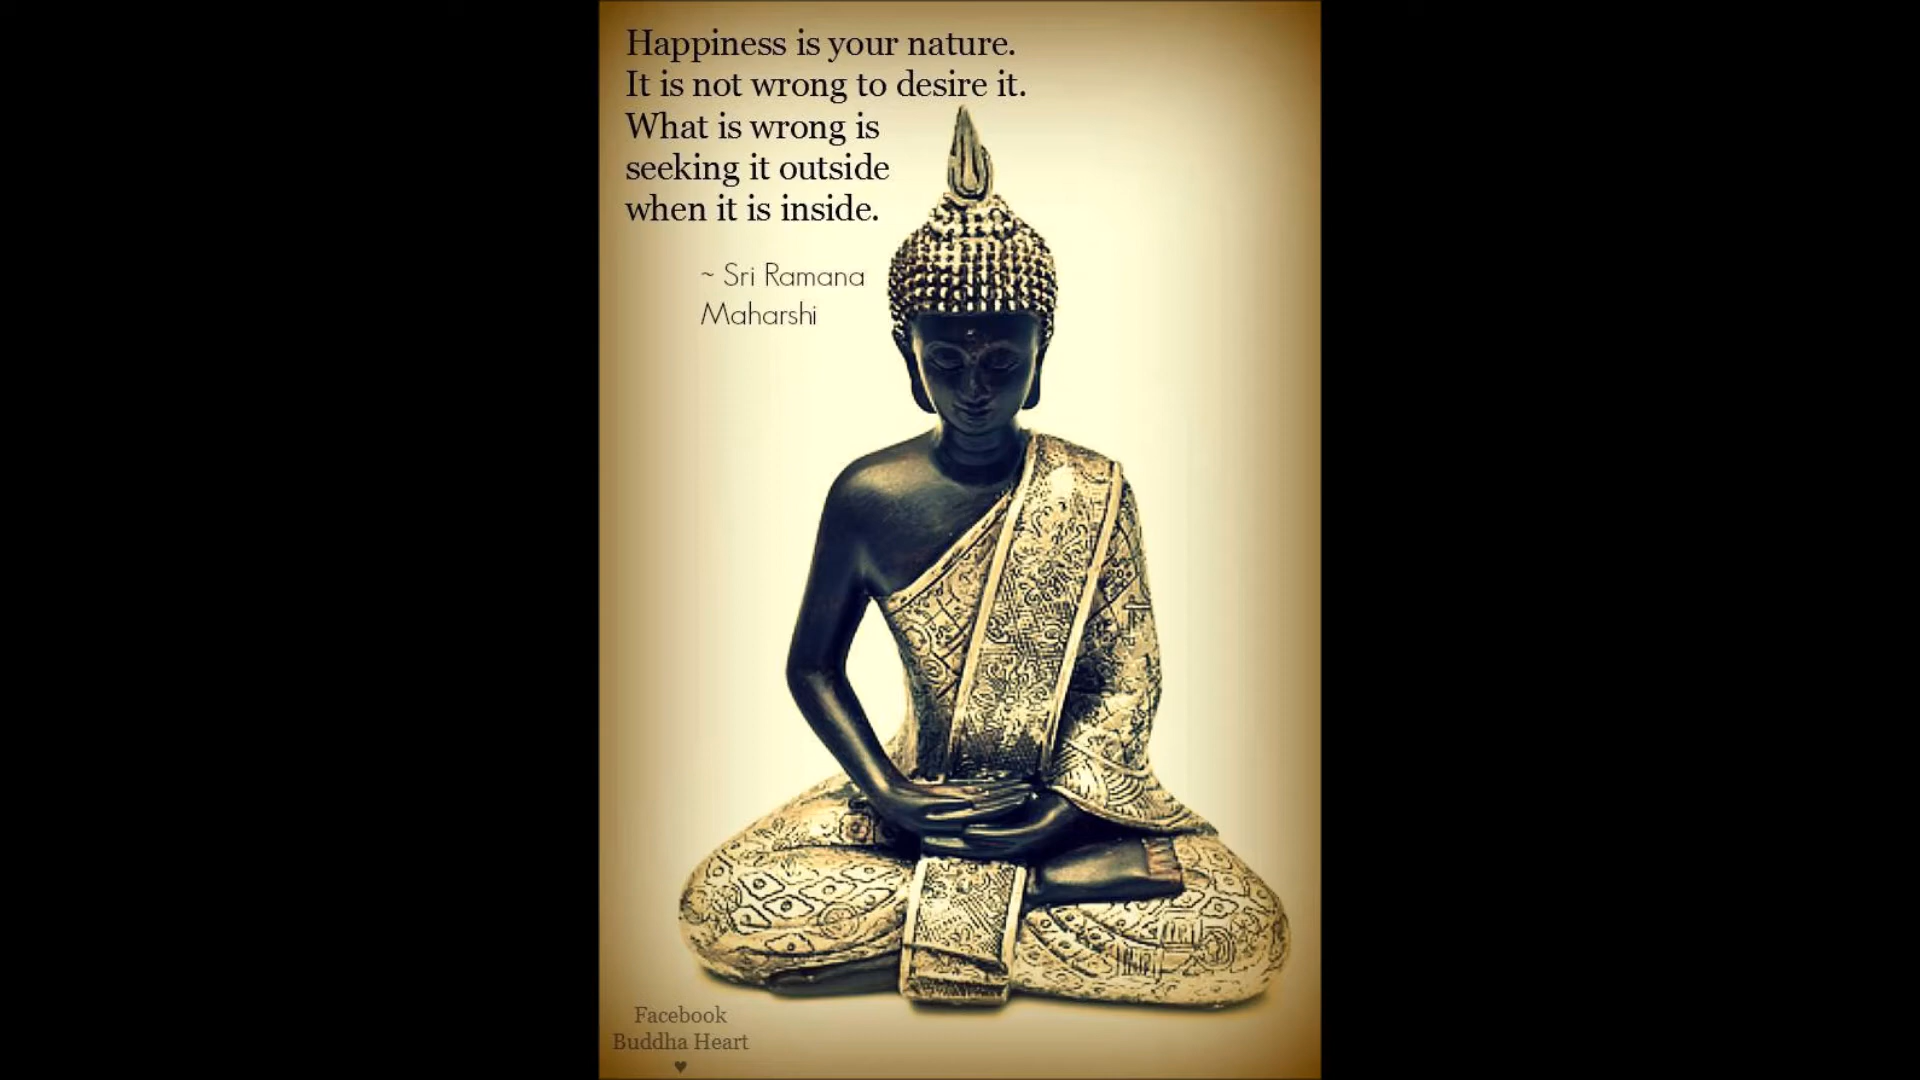 Happiness is your nature.
It is not wrong to desire it.
What is wrong is
seeking it outside
when it is inside.
~ Sri Ramana
Maharshi
Facebook
Buddha Heart
♥